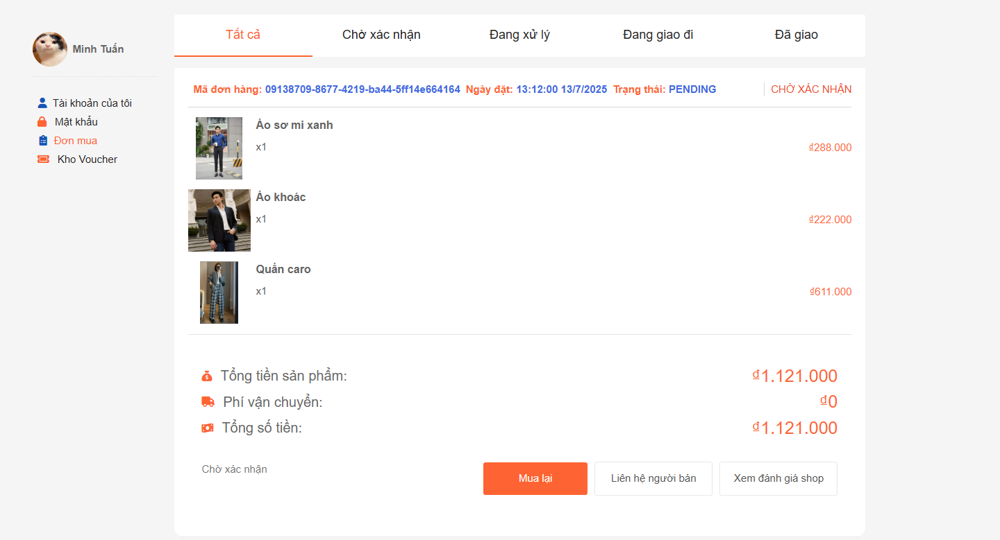 Tất cả
Chờ xác nhận
Đang xử lý
Đang giao đi
Đã giao
Minh Tuấn
Tài khoản của tôi
Mật khẩu
Đơn mua
Kho Voucher
Mã đơn hàng: 09138709-8677-4219-ba44-5ff14e664164 Ngày đặt: 13:12:00 13/7/2025 Trạng thái: PENDING
CHỜ XÁC NHẬN
Áo sơ mi xanh
x1
₫288.000
Áo khoác
x1
₫222.000
Quần caro
x1
₫611.000
Tổng tiền sản phẩm: ₫1.121.000
Phí vận chuyển: ₫0
Tổng số tiền: ₫1.121.000
Chờ xác nhận
Mua lại
Liên hệ người bán
Xem đánh giá shop